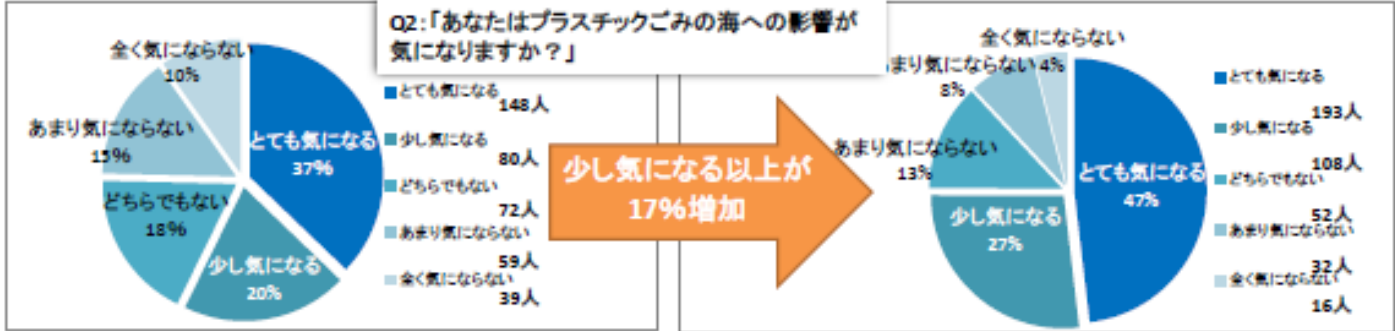 Q2:「あなたはプラスチックごみの海への影響が
気になりますか？」
全く気にならない
10%
あまり気にならない
15%
どちらでもない
18%
少し気になる
20%
とても気になる
37%
とても気になる
148人
少し気になる
80人
どちらでもない
72人
あまり気にならない
59人
全く気にならない
39人
少し気になる以上が
17%増加
全く気にならない
4%
まり気にならない
8%
あまり気にならない
13%
少し気になる
27%
とても気になる
47%
とても気になる
193人
少し気になる
108人
どちらでもない
52人
あまり気にならない
32人
全く気にならない
16人